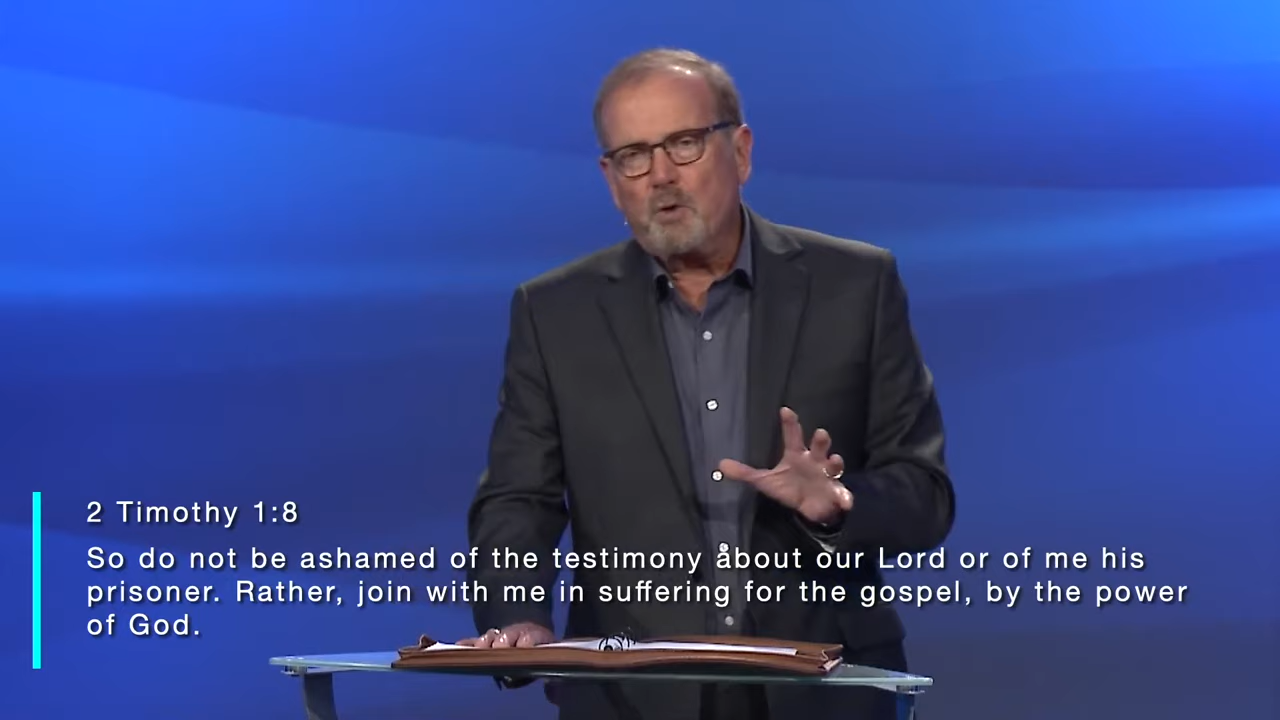 2 Timothy 1:8
So do not be ashamed of the testimony about our Lord or of me his
prisoner. Rather, join with me in suffering for the gospel, by the power
of God.